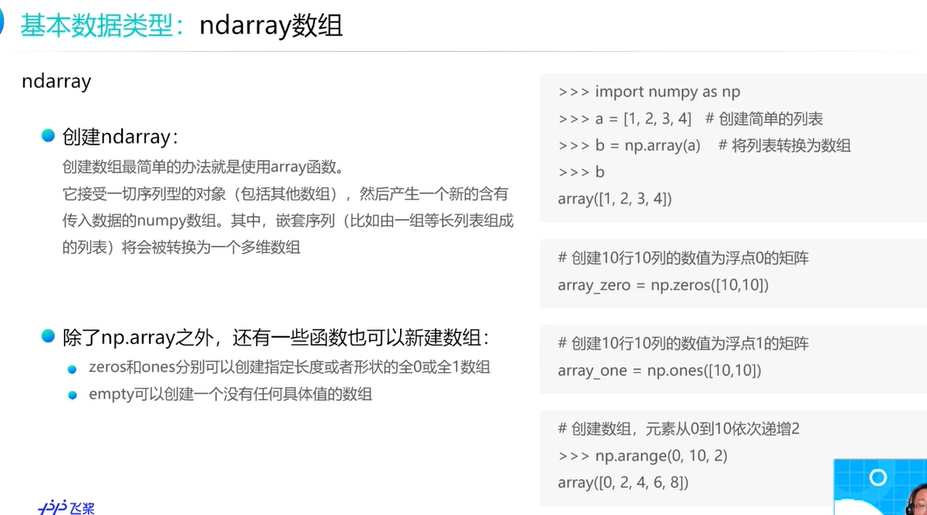 基本数据类型：ndarray数组
ndarray
创建ndarray：
创建数组最简单的办法就是使用array函数。
它接受一切序列型的对象（包括其他数组），然后产生一个新的含有
传入数据的numpy数组。其中，嵌套序列（比如由一组等长列表组成
的列表）将会被转换为一个多维数组
除了np.array之外，还有一些函数也可以新建数组：
zeros和ones分别可以创建指定长度或者形状的全0或全1数组
empty可以创建一个没有任何具体值的数组
>>> import numpy as np
>>> a = [1, 2, 3, 4] # 创建简单的列表
>>> b = np.array(a) # 将列表转换为数组
>>> b
array([1, 2, 3, 4])
# 创建10行10列的数值为浮点0的矩阵
array_zero = np.zeros([10,10])
# 创建10行10列的数值为浮点1的矩阵
array_one = np.ones([10,10])
# 创建数组，元素从0到10依次递增2
>>> np.arange(0, 10, 2)
array([0, 2, 4, 6, 8])
飞桨